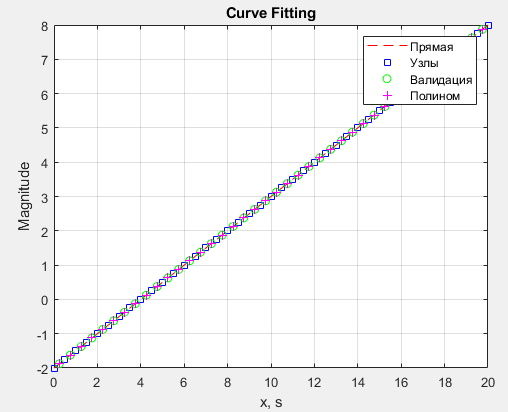 Curve Fitting
Прямая
Узлы
Валидация
Полином
Magnitude
8
7
6
5
4
3
2
1
0
-1
-2
0 2 4 6 8 10 12 14 16 18 20
x, s